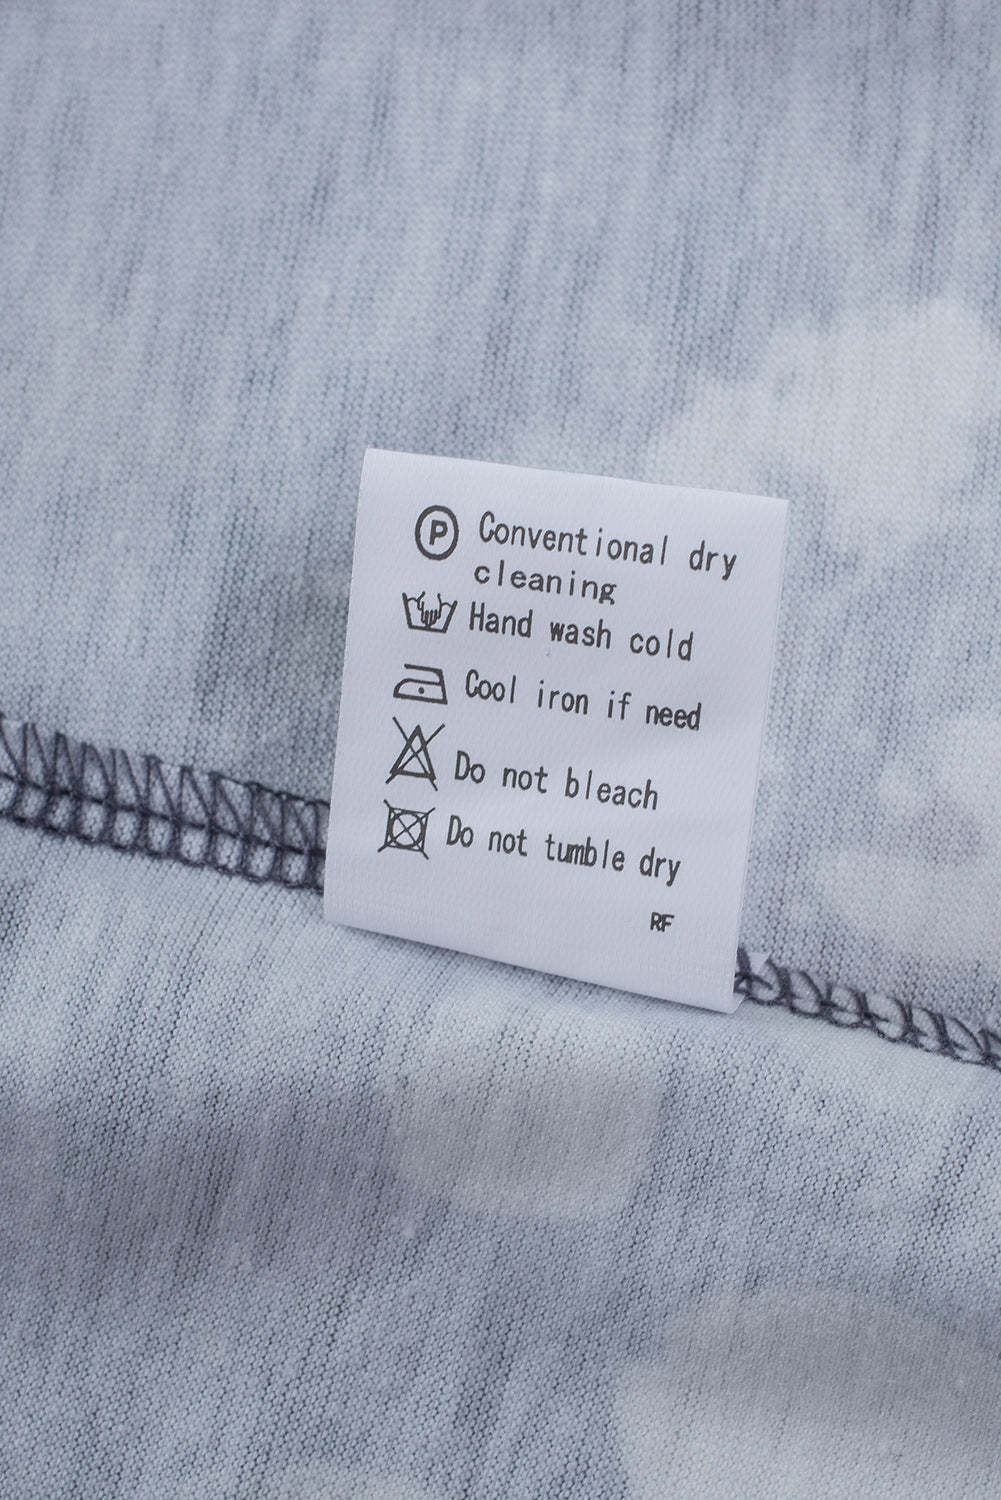 P Conventional dry
cleaning
Hand wash cold
Cool iron if need
Do not bleach
Do not tumble dry
RF